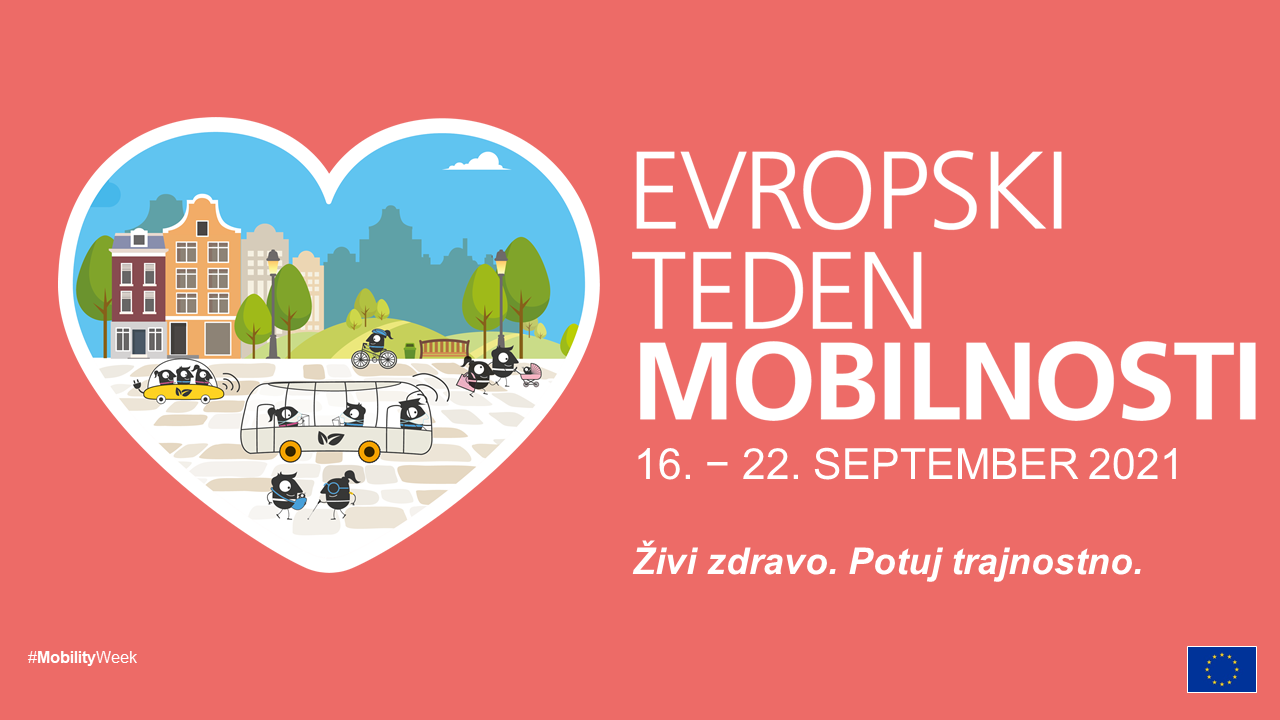 EVROPSKI
TEDEN
MOBILNOSTI
16. – 22. SEPTEMBER 2021
Živi zdravo. Potuj trajnostno.
#MobilityWeek